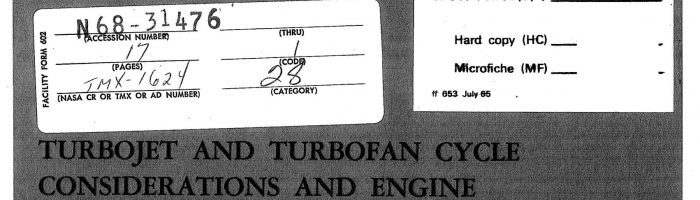 FACILITY FORM 602
N68-31476
(ACCESSION NUMBER)
(THRU)
17
(PAGES)
1
(CODE)
TMX-1624
(NASA CR OR TMX OR AD NUMBER)
28
(CATEGORY)
Hard copy (HC)
Microfiche (MF)
ff 653 July 65
TURBOJET AND TURBOFAN CYCLE
CONSIDERATIONS AND ENGINE